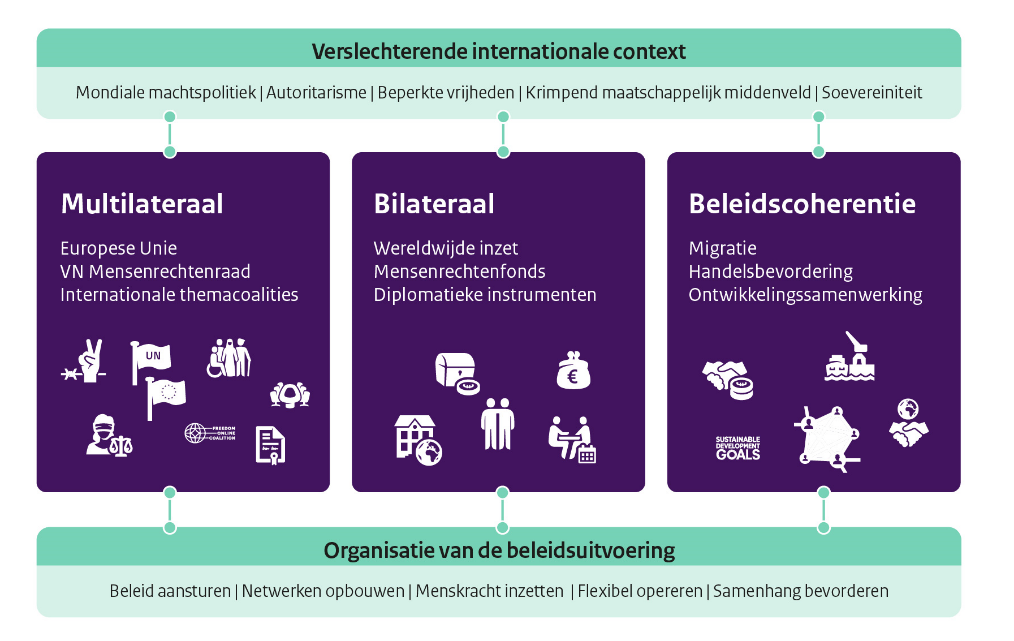 Verslechterende internationale context
Mondiale machtspolitiek | Autoritarisme | Beperkte vrijheden | Krimpend maatschappelijk middenveld | Soevereiniteit
Multilateraal
Europese Unie
VN Mensenrechtenraad
Internationale themacoalities
UN
FREEDOM
ONLINE
COALITION
Bilateraal
Wereldwijde inzet
Mensenrechtenfonds
Diplomatieke instrumenten
€
Beleidscoherentie
Migratie
Handelsbevordering
Ontwikkelingssamenwerking
SUSTAINABLE
DEVELOPMENT
GOALS
Organisatie van de beleidsuitvoering
Beleid aansturen | Netwerken opbouwen | Menskracht inzetten | Flexibel opereren | Samenhang bevorderen